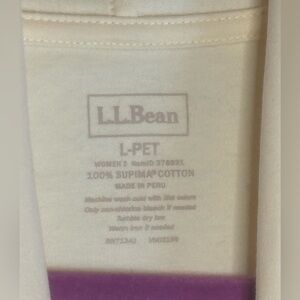 L.L.Bean
L-PET
WOMEN'S
100% SUPIMA® COTTON
MADE IN PERU
Machine wash cold with like colors
Only non-chlorine bleach if needed
Tumble dry low
Warm iron if needed